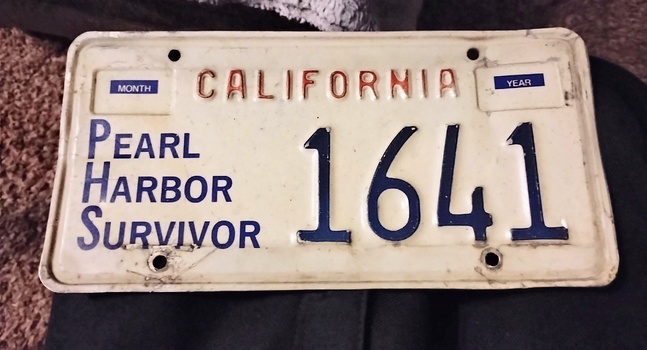 CALIFORNIA
MONTH
YEAR
PEARL
HARBOR
SURVIVOR
1641